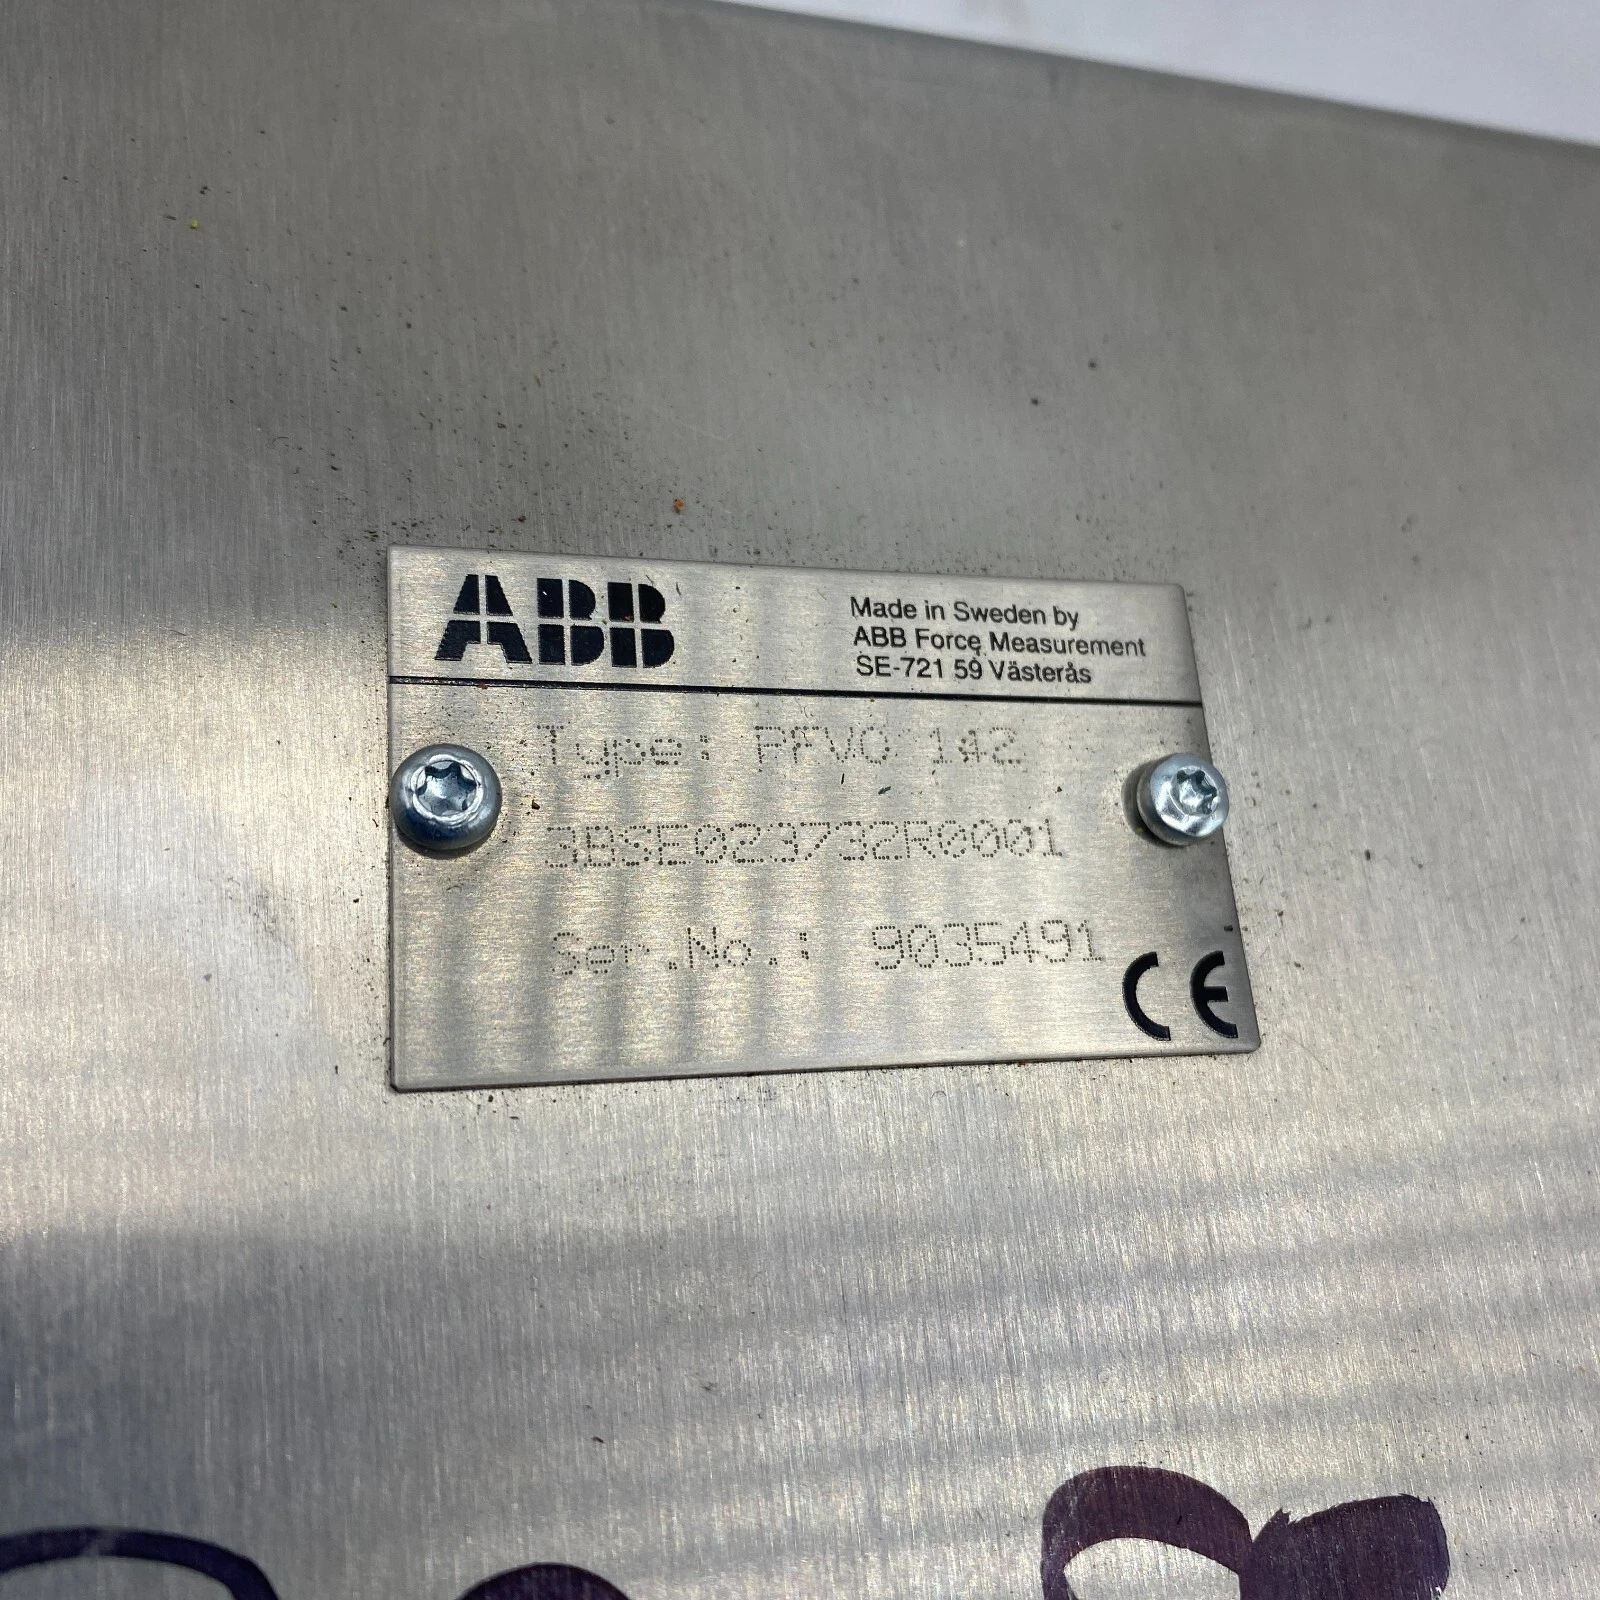 ABB
Made in Sweden by
ABB Force Measurement
SE-721 59 Västerås
Type: PFVO 142
3BSE023732R0001
Ser.No.: 9035491
CE